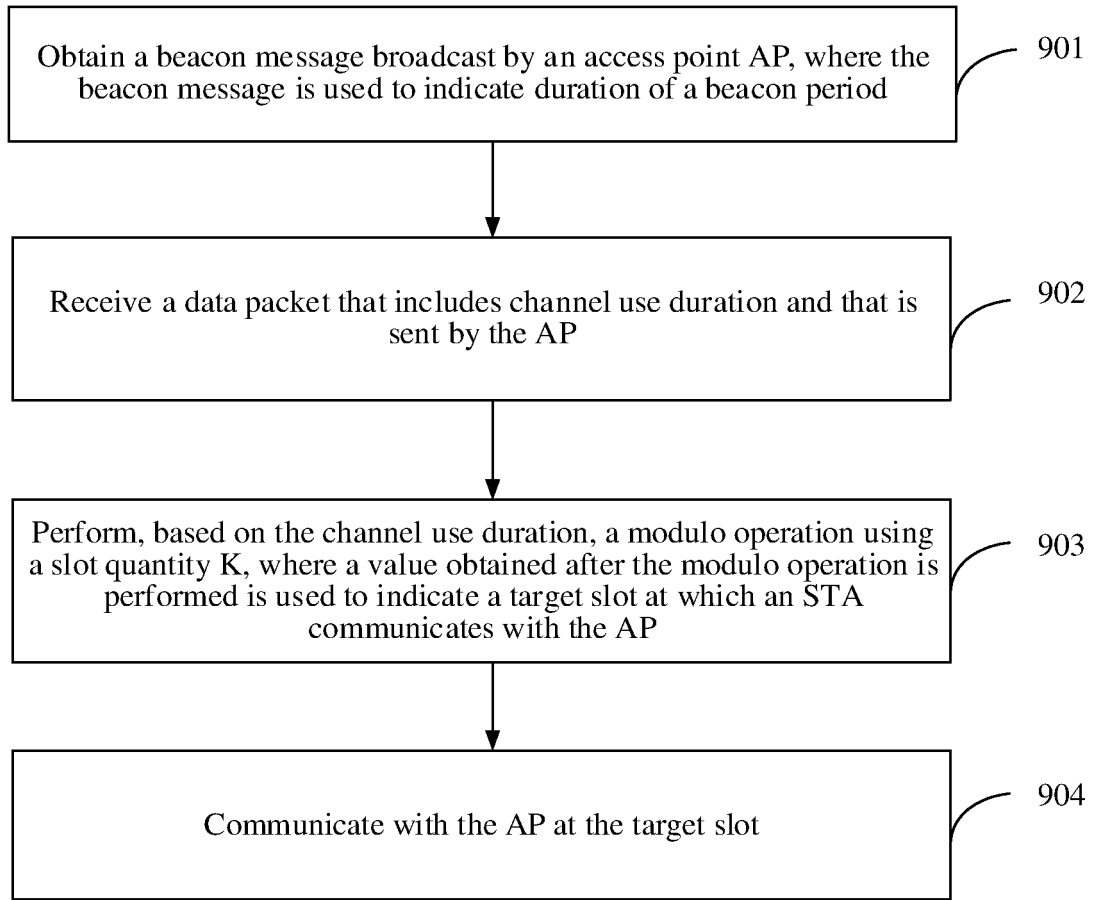 Obtain a beacon message broadcast by an access point AP, where the
beacon message is used to indicate duration of a beacon period
901
Receive a data packet that includes channel use duration and that is
sent by the AP
902
Perform, based on the channel use duration, a modulo operation using
a slot quantity K, where a value obtained after the modulo operation is
performed is used to indicate a target slot at which an STA
communicates with the AP
903
Communicate with the AP at the target slot
904